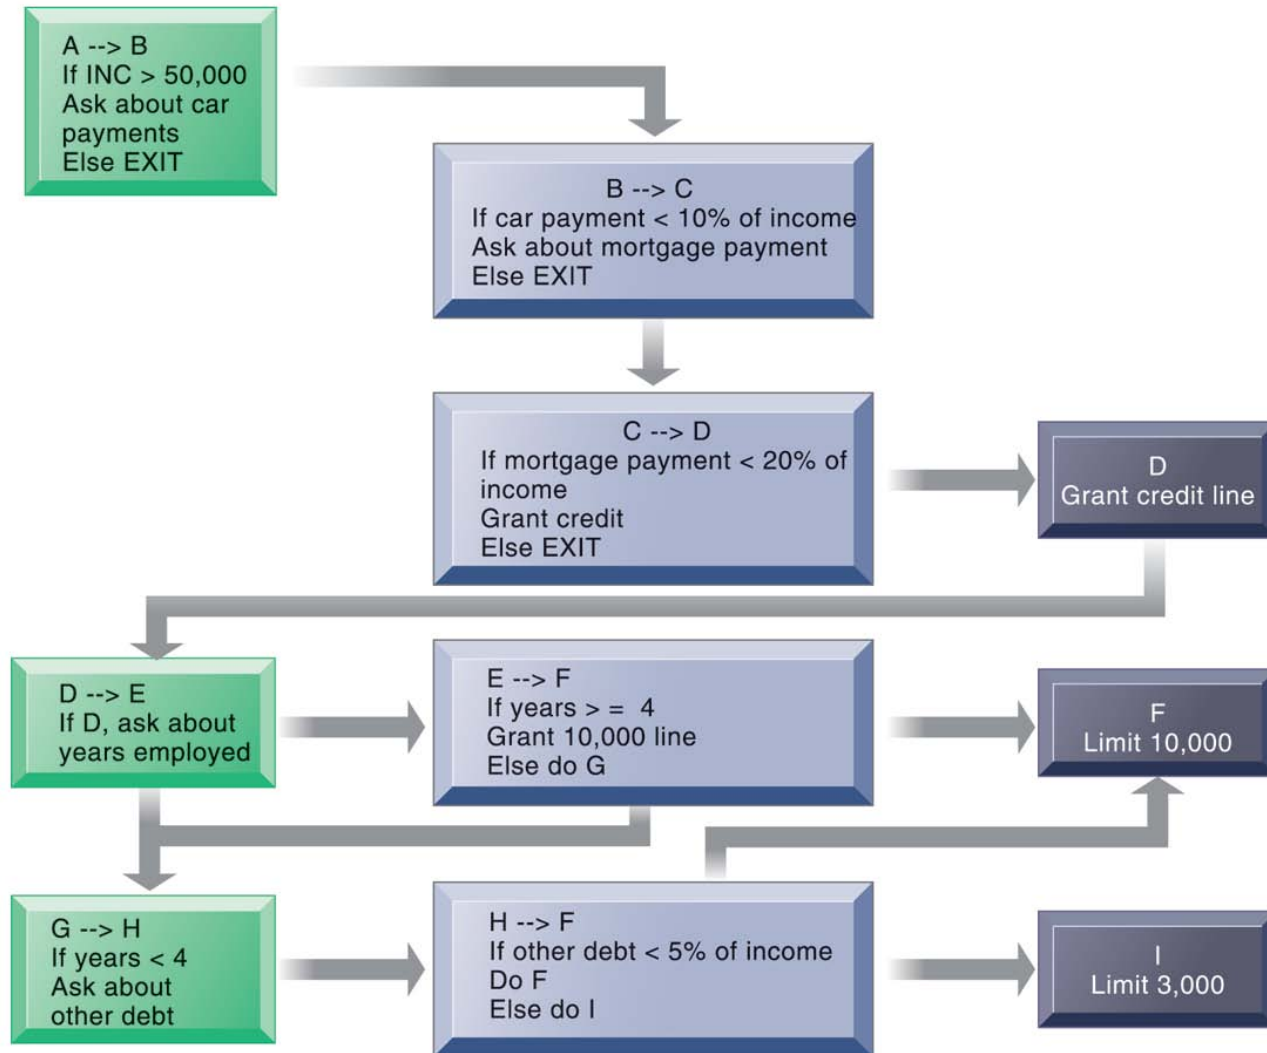 A --> B
If INC > 50,000
Ask about car
payments
Else EXIT
B --> C
If car payment < 10% of income
Ask about mortgage payment
Else EXIT
C --> D
If mortgage payment < 20% of
income
Grant credit
Else EXIT
D
Grant credit line
D --> E
If D, ask about
years employed
E --> F
If years > = 4
Grant 10,000 line
Else do G
F
Limit 10,000
G --> H
If years < 4
Ask about
other debt
H --> F
If other debt < 5% of income
Do F
Else do I
I
Limit 3,000